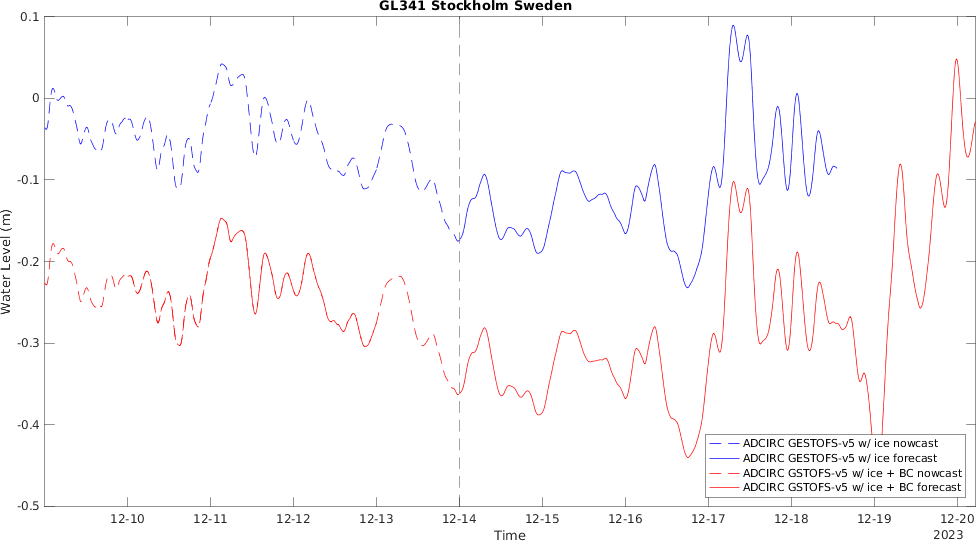 GL341 Stockholm Sweden
0.1
0
-0.1
-0.2
-0.3
-0.4
-0.5
Water Level (m)
12-10 12-11 12-12 12-13 12-14 12-15 12-16 12-17 12-18 12-19 12-20
Time
2023
ADCIRC GESTOFS-v5 w/ ice nowcast
ADCIRC GESTOFS-v5 w/ ice forecast
ADCIRC GSTOFS-v5 w/ ice + BC nowcast
ADCIRC GSTOFS-v5 w/ ice + BC forecast